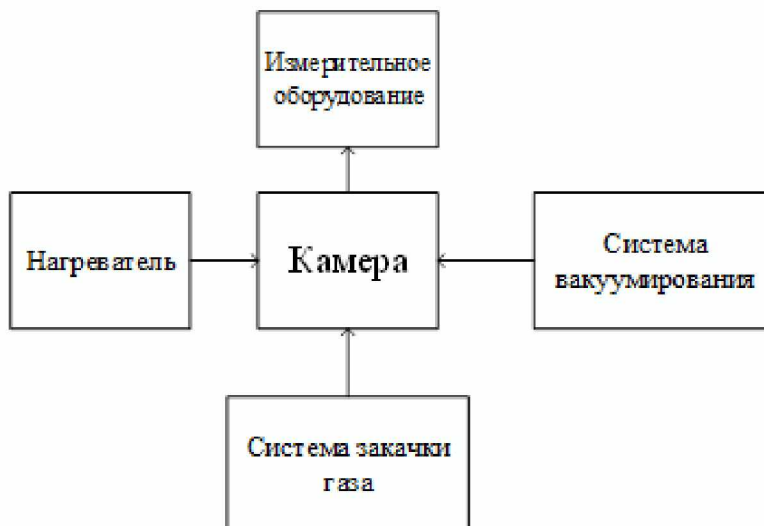 Измерительное
оборудование
Нагреватель
Камера
Система
вакуумирования
Система закачки
газа